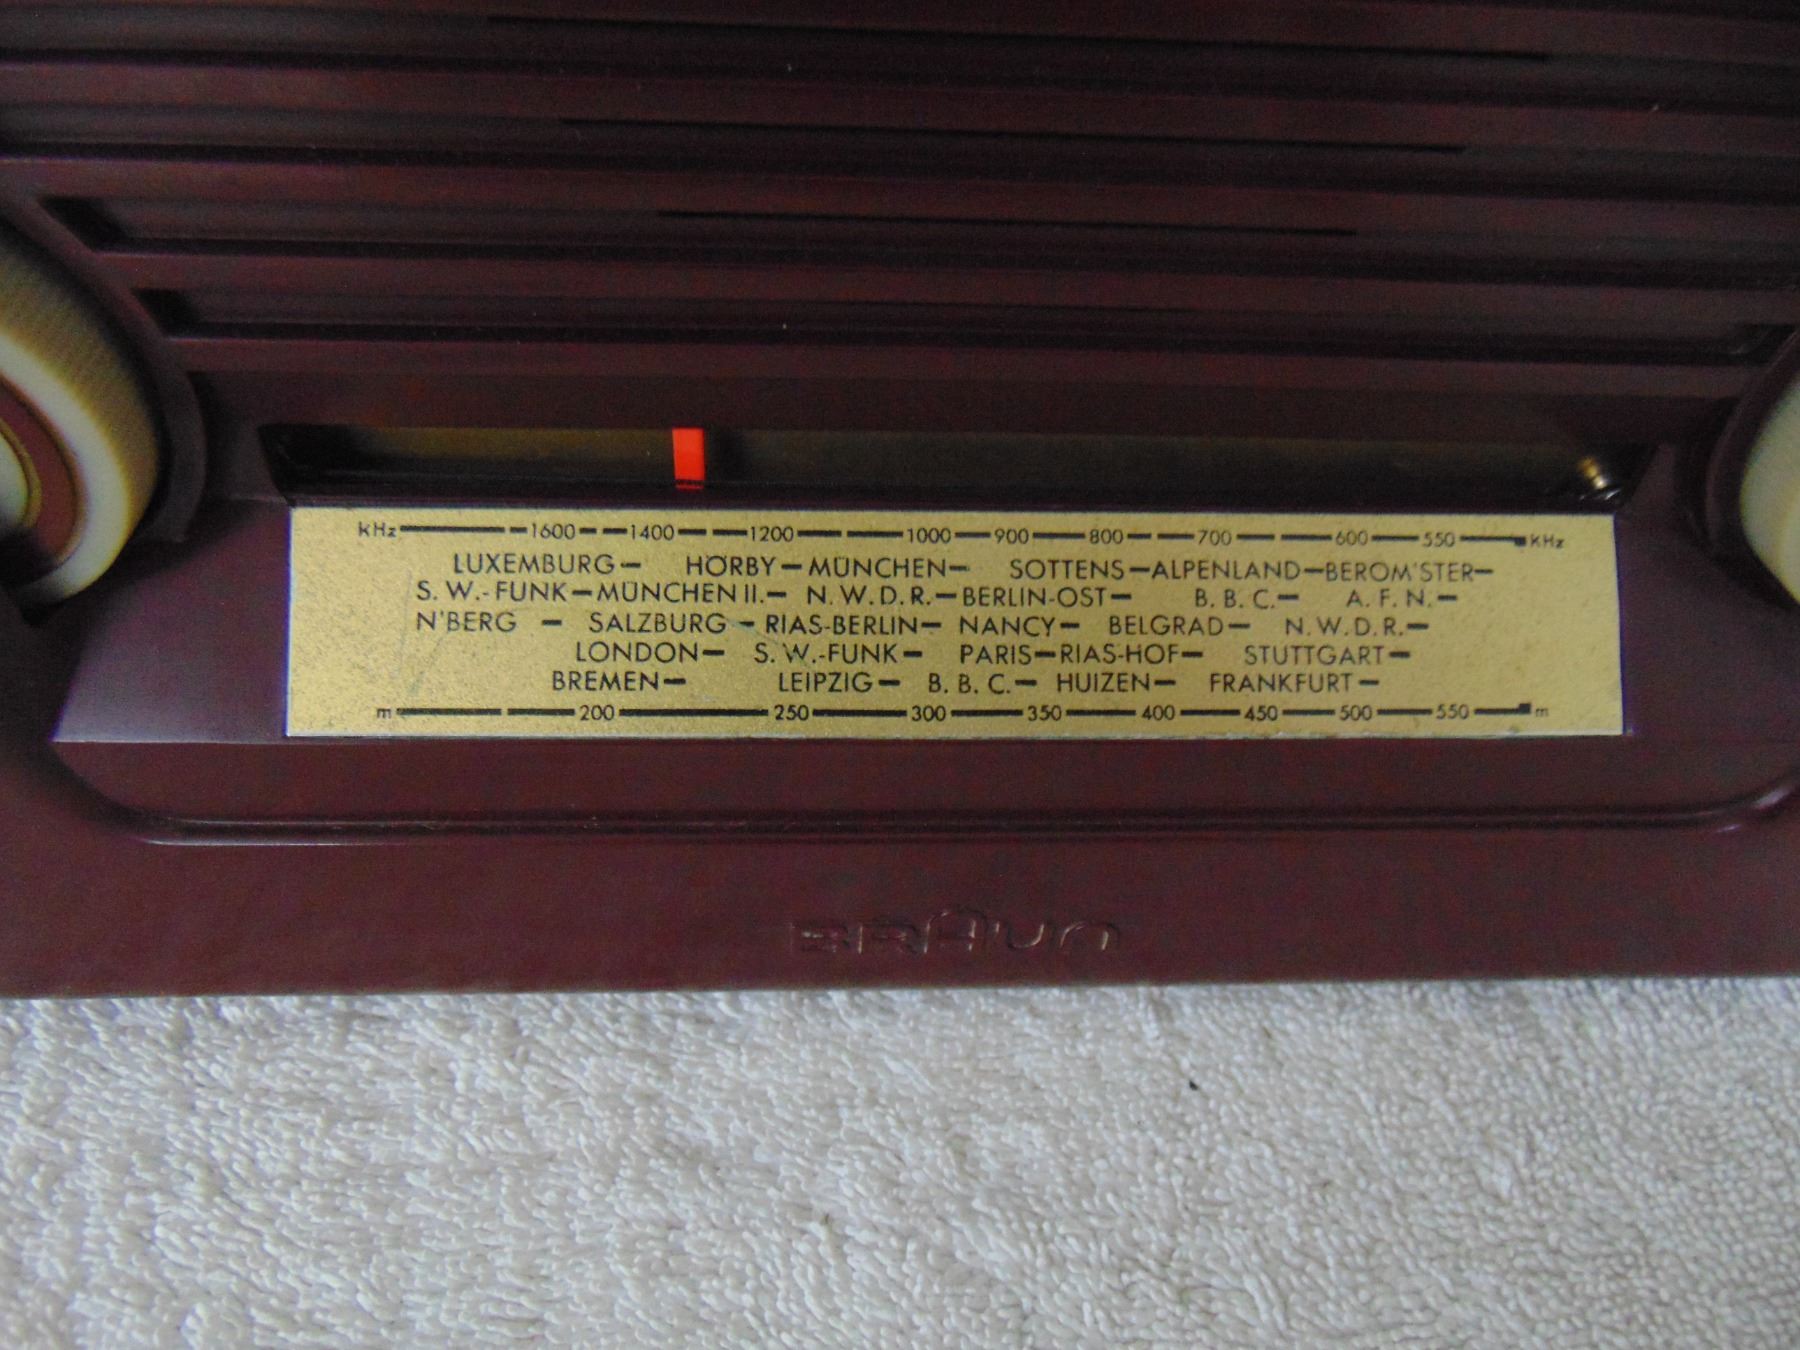 kHz 1600 1400 1200 1000 900 800 700 600 550 kHz
LUXEMBURG– HÖRBY–MÜNCHEN– SOTTENS–ALPENLAND–BEROM'STER–
S.W.-FUNK–MÜNCHEN II.– N.W.D.R.–BERLIN-OST– B.B.C.– A.F.N.–
N'BERG – SALZBURG–RIAS-BERLIN– NANCY– BELGRAD– N.W.D.R.–
LONDON– S.W.-FUNK– PARIS–RIAS-HOF– STUTTGART–
BREMEN– LEIPZIG– B.B.C.– HUIZEN– FRANKFURT–
m 200 250 300 350 400 450 500 550 m
BRAUN